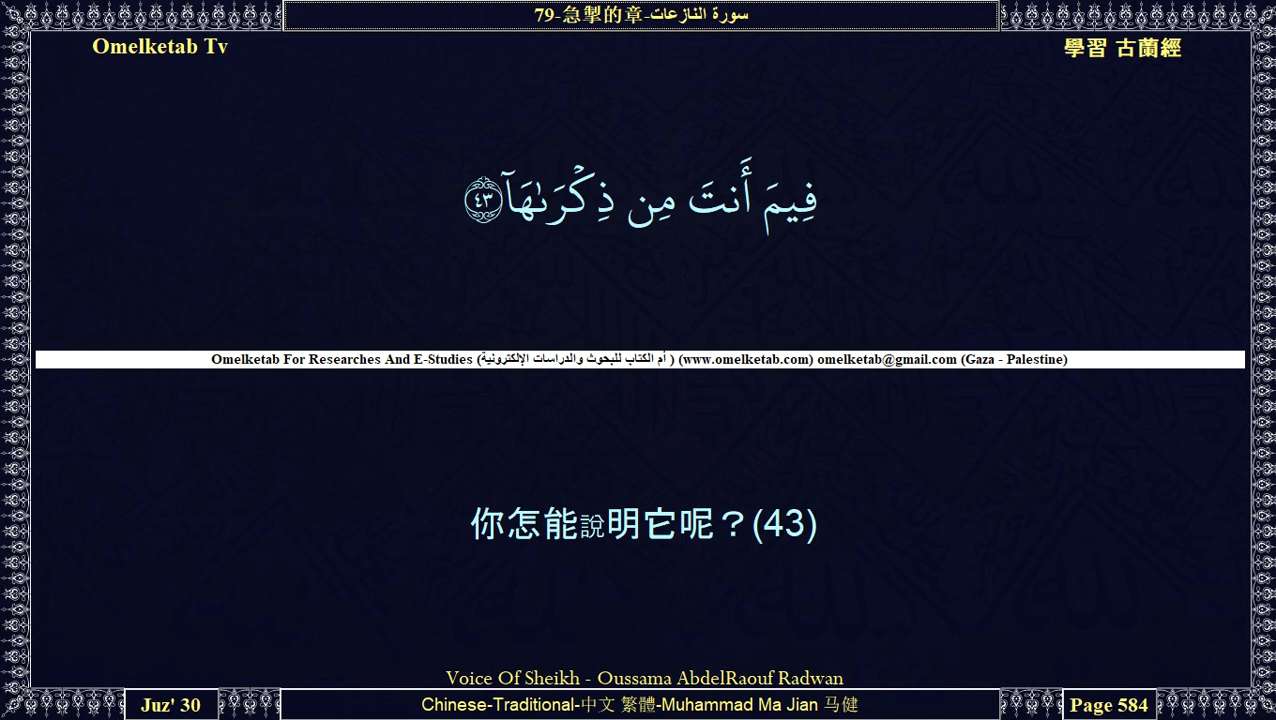 79-急掣的章-سورة النازعات
Omelketab Tv
學習 古蘭經
فِيمَ أَنتَ مِن ذِكْرَىٰهَآ ٤٣
Omelketab For Researches And E-Studies (أم الكتاب للبحوث والدراسات الإلكترونية ) (www.omelketab.com) omelketab@gmail.com (Gaza - Palestine)
你怎能說明它呢？(43)
Voice Of Sheikh - Oussama AbdelRaouf Radwan
Juz' 30
Chinese-Traditional-中文 繁體-Muhammad Ma Jian 马健
Page 584